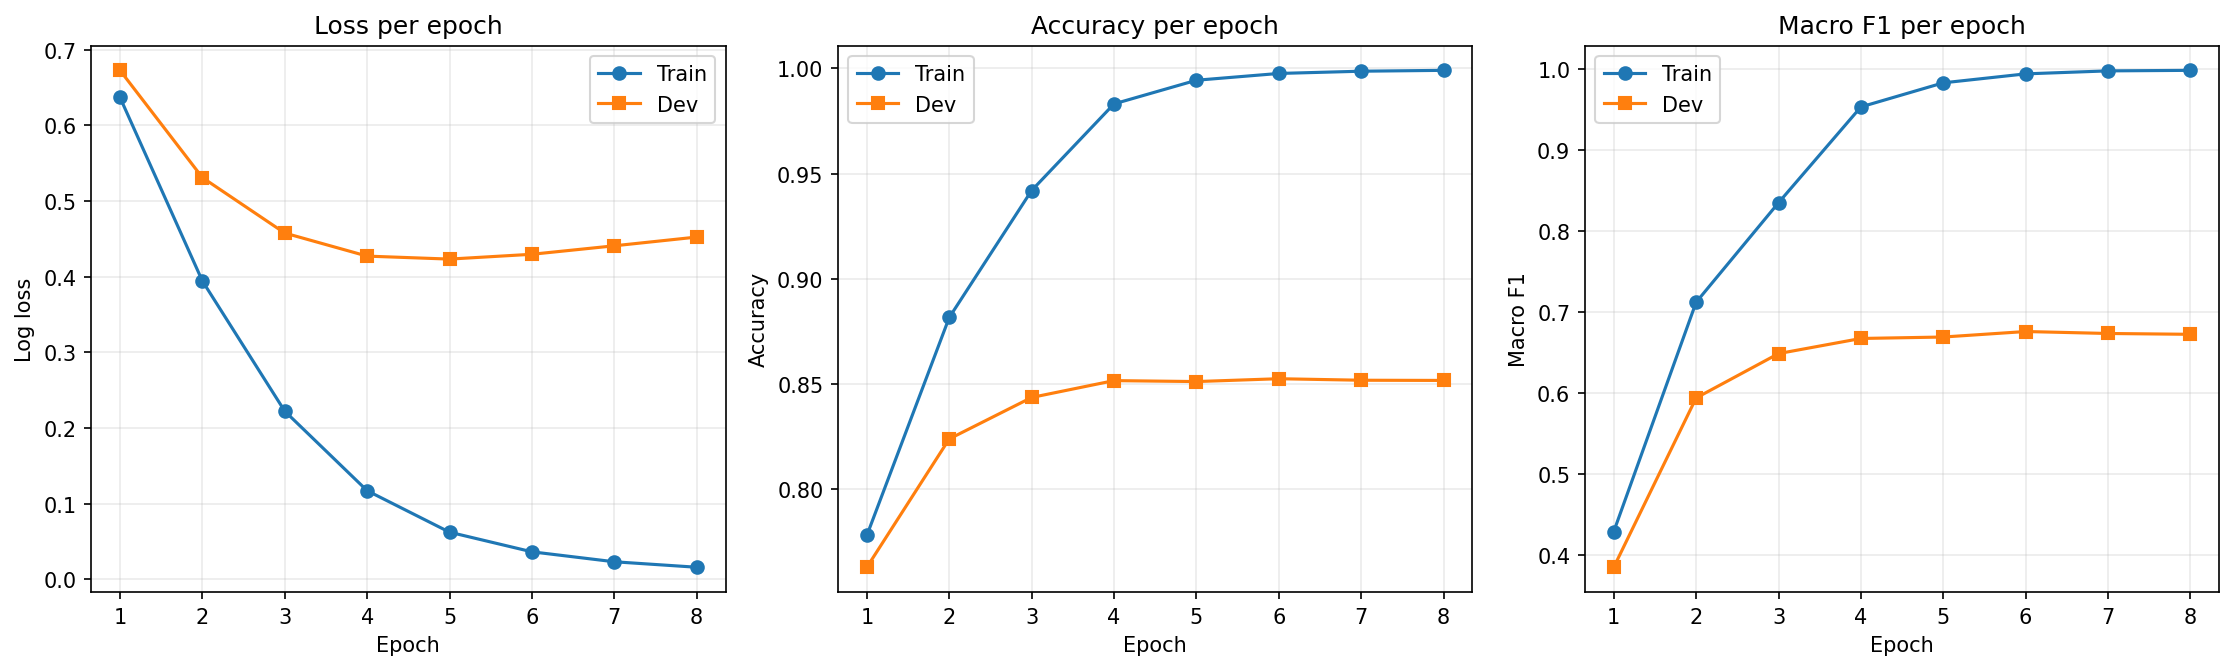 Loss per epoch
Train
Dev
Log loss
0.7
0.6
0.5
0.4
0.3
0.2
0.1
0.0
1 2 3 4 5 6 7 8
Epoch
Accuracy per epoch
Train
Dev
Accuracy
1.00
0.95
0.90
0.85
0.80
1 2 3 4 5 6 7 8
Epoch
Macro F1 per epoch
Train
Dev
Macro F1
1.0
0.9
0.8
0.7
0.6
0.5
0.4
1 2 3 4 5 6 7 8
Epoch